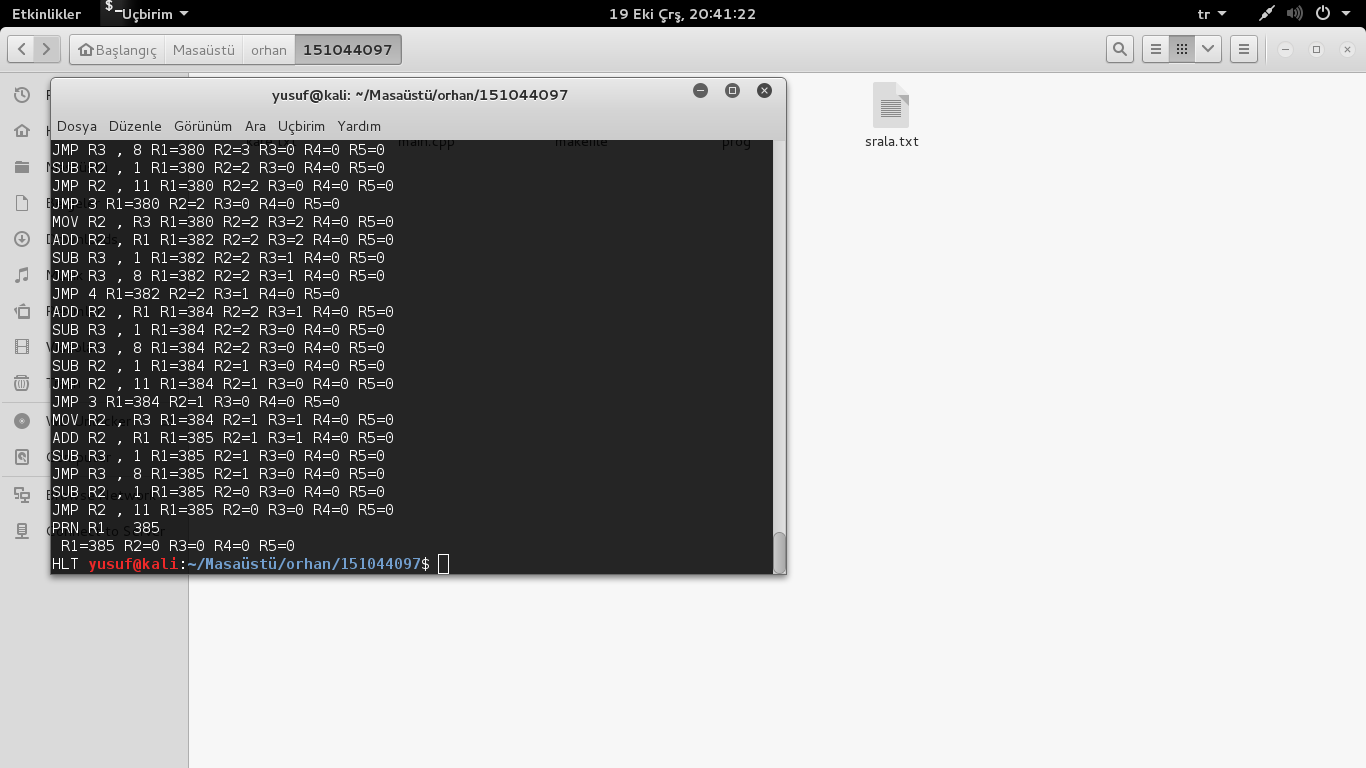 Etkinlikler
Uçbirim
19 Eki Çrş, 20:41:22
tr
Başlangıç
Masaüstü
orhan
151044097
yusuf@kali: ~/Masaüstü/orhan/151044097
Dosya Düzenle Görünüm Ara Uçbirim Yardım
main.cpp
makefile
prog
srala.txt
JMP R3 , 8 R1=380 R2=3 R3=0 R4=0 R5=0
SUB R2 , 1 R1=380 R2=2 R3=0 R4=0 R5=0
JMP R2 , 11 R1=380 R2=2 R3=0 R4=0 R5=0
JMP 3 R1=380 R2=2 R3=0 R4=0 R5=0
MOV R2 , R3 R1=380 R2=2 R3=2 R4=0 R5=0
ADD R2 , R1 R1=382 R2=2 R3=2 R4=0 R5=0
SUB R3 , 1 R1=382 R2=2 R3=1 R4=0 R5=0
JMP R3 , 8 R1=382 R2=2 R3=1 R4=0 R5=0
JMP 4 R1=382 R2=2 R3=1 R4=0 R5=0
ADD R2 , R1 R1=384 R2=2 R3=1 R4=0 R5=0
SUB R3 , 1 R1=384 R2=2 R3=0 R4=0 R5=0
JMP R3 , 8 R1=384 R2=2 R3=0 R4=0 R5=0
SUB R2 , 1 R1=384 R2=1 R3=0 R4=0 R5=0
JMP R2 , 11 R1=384 R2=1 R3=0 R4=0 R5=0
JMP 3 R1=384 R2=1 R3=0 R4=0 R5=0
MOV R2 , R3 R1=384 R2=1 R3=1 R4=0 R5=0
ADD R2 , R1 R1=385 R2=1 R3=1 R4=0 R5=0
SUB R3 , 1 R1=385 R2=1 R3=0 R4=0 R5=0
JMP R3 , 8 R1=385 R2=1 R3=0 R4=0 R5=0
SUB R2 , 1 R1=385 R2=0 R3=0 R4=0 R5=0
JMP R2 , 11 R1=385 R2=0 R3=0 R4=0 R5=0
PRN R1   385
R1=385 R2=0 R3=0 R4=0 R5=0
HLT yusuf@kali:~/Masaüstü/orhan/151044097$